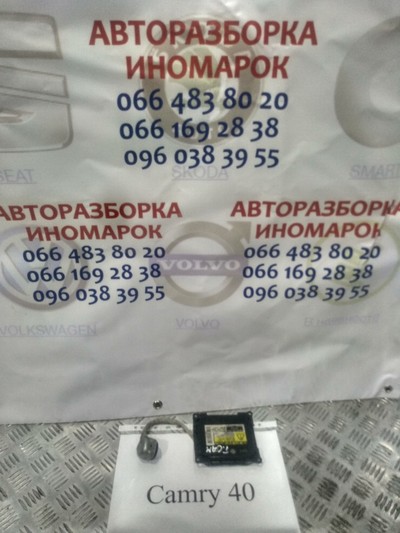 АВТОРАЗБОРКА
ИНОМАРОК
066 483 80 20
066 169 28 38
096 038 39 55
SEAT
SKODA
SMART
АВТОРАЗБОРКА
ИНОМАРОК
066 483 80 20
066 169 28 38
096 038 39 55
АВТОРАЗБОРКА
ИНОМАРОК
066 483 80 20
066 169 28 38
096 038 39 55
VOLVO
VOLKSWAGEN
VOLVO
Camry 40